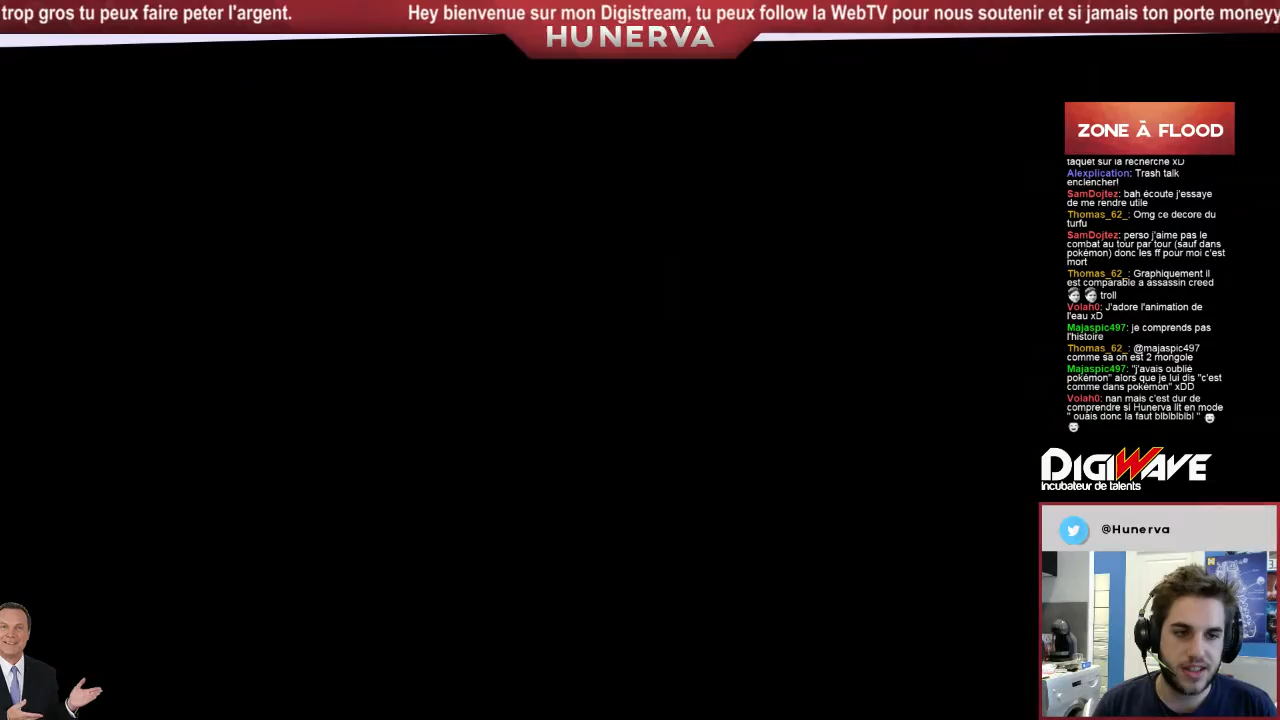 trop gros tu peux faire peter l'argent.
Hey bienvenue sur mon Digistream, tu peux follow la WebTV pour nous soutenir et si jamais ton porte moneyy
HUNERVA
ZONE À FLOOD
taquet sur la recherche xD
Alexplication: Trash talk
enclencher!
SamDojtez: bah écoute j'essaye
de me rendre utile
Thomas_62_: Omg ce decore du
turfu
SamDojtez: perso j'aime pas le
combat au tour par tour (sauf dans
pokémon) donc les ff pour moi c'est
mort
Thomas_62_: Graphiquement il
est comparable a assassin creed
troll
Volah0: J'adore l'animation de
l'eau xD
Majaspic497: je comprends pas
l'histoire
Thomas_62_: @majaspic497
comme sa on est 2 mongole
Majaspic497: "j'avais oublié
pokémon" alors que je lui dis "c'est
comme dans pokémon" xDD
Volah0: nan mais c'est dur de
comprendre si Hunerva lit en mode
" ouais donc la faut blblblblbl "
DIGIWAVE
incubateur de talents
@Hunerva